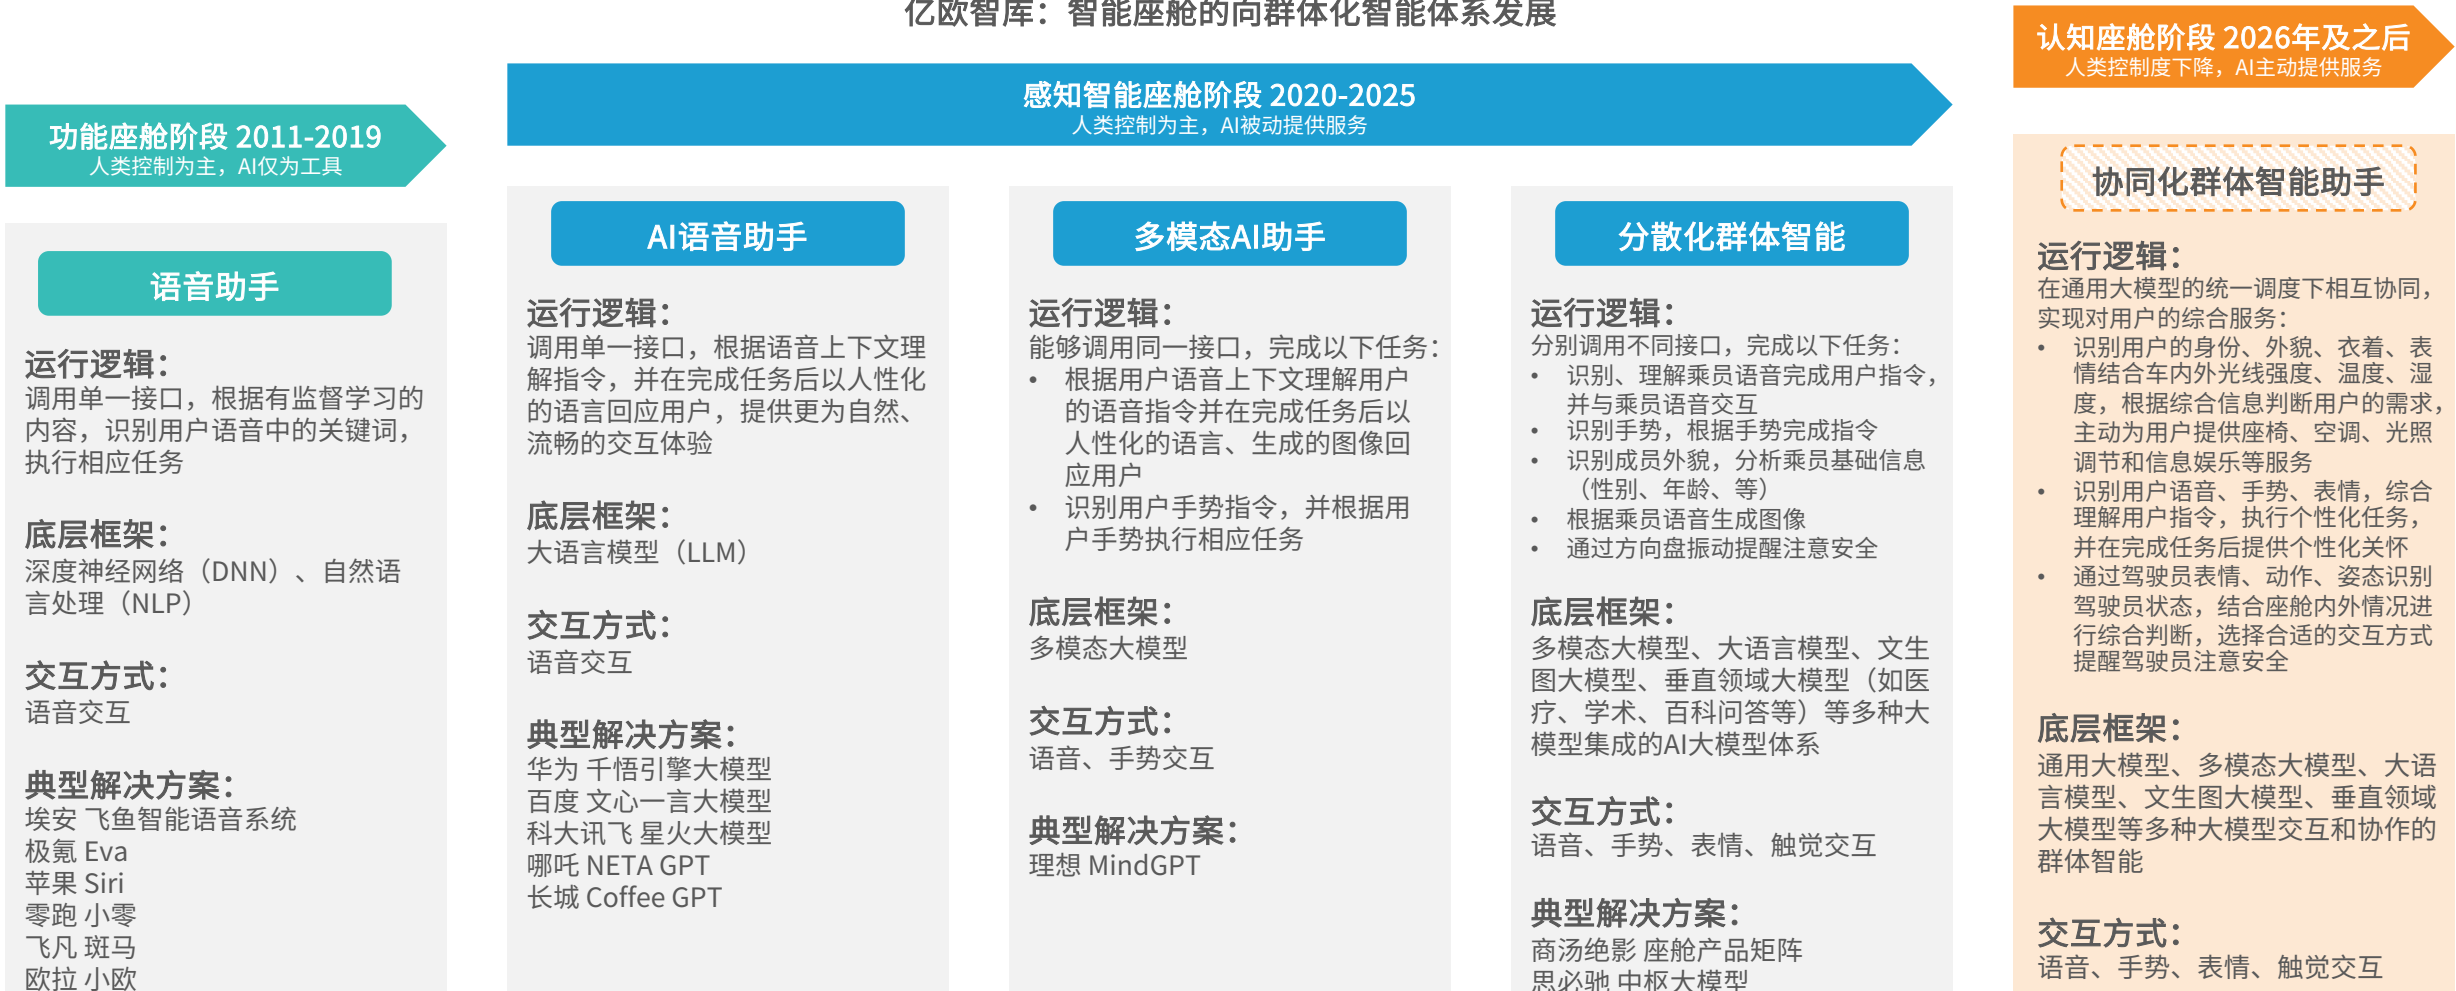 亿欧智库：智能座舱的向群体化智能体系发展
功能座舱阶段 2011-2019
人类控制为主，AI仅为工具
语音助手
运行逻辑：
调用单一接口，根据有监督学习的
内容，识别用户语音中的关键词，
执行相应任务
底层框架：
深度神经网络（DNN）、自然语
言处理（NLP）
交互方式：
语音交互
典型解决方案：
埃安 飞鱼智能语音系统
极氪 Eva
苹果 Siri
零跑 小零
飞凡 斑马
欧拉 小欧
感知智能座舱阶段 2020-2025
人类控制为主，AI被动提供服务
AI语音助手
运行逻辑：
调用单一接口，根据语音上下文理
解指令，并在完成任务后以人性化
的语言回应用户，提供更为自然、
流畅的交互体验
底层框架：
大语言模型（LLM）
交互方式：
语音交互
典型解决方案：
华为 千悟引擎大模型
百度 文心一言大模型
科大讯飞 星火大模型
哪吒 NETA GPT
长城 Coffee GPT
多模态AI助手
运行逻辑：
能够调用同一接口，完成以下任务：
• 根据用户语音上下文理解用户
的语音指令并在完成任务后以
人性化的语言、生成的图像回
应用户
• 识别用户手势指令，并根据用
户手势执行相应任务
底层框架：
多模态大模型
交互方式：
语音、手势交互
典型解决方案：
理想 MindGPT
分散化群体智能
运行逻辑：
分别调用不同接口，完成以下任务：
• 识别、理解乘员语音完成用户指令，
并与乘员语音交互
• 识别手势，根据手势完成指令
• 识别成员外貌，分析乘员基础信息
（性别、年龄、等）
• 根据乘员语音生成图像
• 通过方向盘振动提醒注意安全
底层框架：
多模态大模型、大语言模型、文生
图大模型、垂直领域大模型（如医
疗、学术、百科问答等）等多种大
模型集成的AI大模型体系
交互方式：
语音、手势、表情、触觉交互
典型解决方案：
商汤绝影 座舱产品矩阵
思必驰 中枢大模型
认知座舱阶段 2026年及之后
人类控制度下降，AI主动提供服务
协同化群体智能助手
运行逻辑：
在通用大模型的统一调度下相互协同，
实现对用户的综合服务：
• 识别用户的身份、外貌、衣着、表
情结合车内外光线强度、温度、湿
度，根据综合信息判断用户的需求，
主动为用户提供座椅、空调、光照
调节和信息娱乐等服务
• 识别用户语音、手势、表情，综合
理解用户指令，执行个性化任务，
并在完成任务后提供个性化关怀
• 通过驾驶员表情、动作、姿态识别
驾驶员状态，结合座舱内外情况进
行综合判断，选择合适的交互方式
提醒驾驶员注意安全
底层框架：
通用大模型、多模态大模型、大语
言模型、文生图大模型、垂直领域
大模型等多种大模型交互和协作的
群体智能
交互方式：
语音、手势、表情、触觉交互